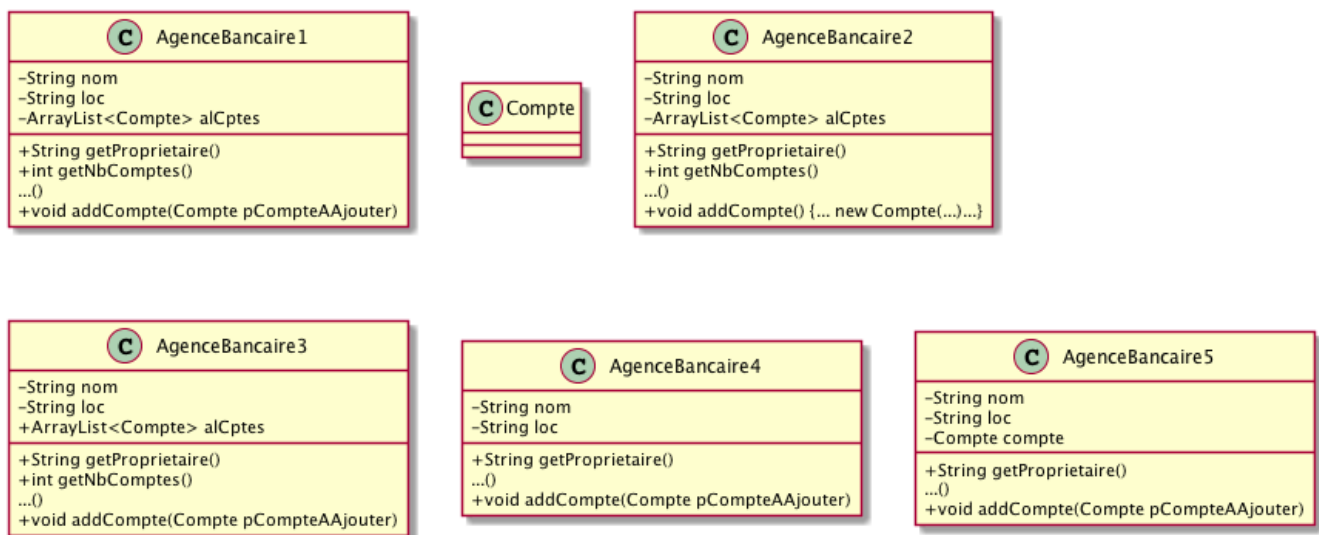 C AgenceBancaire1
-String nom
-String loc
-ArrayList<Compte> alCptes
+String getProprietaire()
+int getNbComptes()
...()
+void addCompte(Compte pCompteAAjouter)
C Compte
C AgenceBancaire2
-String nom
-String loc
-ArrayList<Compte> alCptes
+String getProprietaire()
+int getNbComptes()
...()
+void addCompte() {... new Compte(...)...}
C AgenceBancaire3
-String nom
-String loc
+ArrayList<Compte> alCptes
+String getProprietaire()
+int getNbComptes()
...()
+void addCompte(Compte pCompteAAjouter)
C AgenceBancaire4
-String nom
-String loc
+String getProprietaire()
...()
+void addCompte(Compte pCompteAAjouter)
C AgenceBancaire5
-String nom
-String loc
-Compte compte
+String getProprietaire()
...()
+void addCompte(Compte pCompteAAjouter)